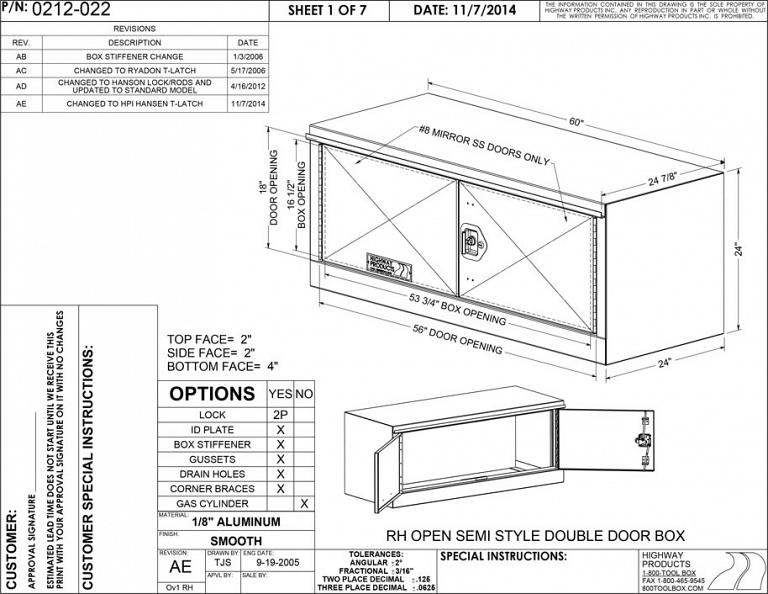 P/N: 0212-022
SHEET 1 OF 7
DATE: 11/7/2014
THE INFORMATION CONTAINED IN THIS DRAWING IS THE SOLE PROPERTY OF
HIGHWAY PRODUCTS INC. ANY REPRODUCTION IN PART OR WHOLE WITHOUT
THE WRITTEN PERMISSION OF HIGHWAY PRODUCTS INC. IS PROHIBITED.
REVISIONS
REV. DESCRIPTION DATE
AB BOX STIFFENER CHANGE 1/3/2006
AC CHANGED TO RYADON T-LATCH 5/17/2006
AD CHANGED TO HANSON LOCK/RODS AND
UPDATED TO STANDARD MODEL 4/16/2012
AE CHANGED TO HPI HANSEN T-LATCH 11/7/2014
60"
#8 MIRROR SS DOORS ONLY
24 7/8"
18"
DOOR OPENING
16 1/2"
BOX OPENING
24"
HIGHWAY
PRODUCTS
53 3/4" BOX OPENING
56" DOOR OPENING
24"
TOP FACE= 2"
SIDE FACE= 2"
BOTTOM FACE= 4"
OPTIONS YES NO
LOCK 2P
ID PLATE X
BOX STIFFENER X
GUSSETS X
DRAIN HOLES X
CORNER BRACES X
GAS CYLINDER X
MATERIAL:
1/8" ALUMINUM
FINISH:
SMOOTH
REVISION:
AE
Ov1 RH
DRAWN BY
TJS
ENG DATE:
9-19-2005
APVL BY:
SALE BY:
CUSTOMER:
APPROVAL SIGNATURE
ESTIMATED LEAD TIME DOES NOT START UNTIL WE RECEIVE THIS
PRINT WITH YOUR APPROVAL SIGNATURE ON IT WITH NO CHANGES
CUSTOMER SPECIAL INSTRUCTIONS:
RH OPEN SEMI STYLE DOUBLE DOOR BOX
TOLERANCES:
ANGULAR ±2°
FRACTIONAL ±3/16"
TWO PLACE DECIMAL ±.125
THREE PLACE DECIMAL ±.0625
SPECIAL INSTRUCTIONS:
HIGHWAY
PRODUCTS
1-800-TOOL BOX
FAX 1-800-465-9545
800TOOLBOX.COM